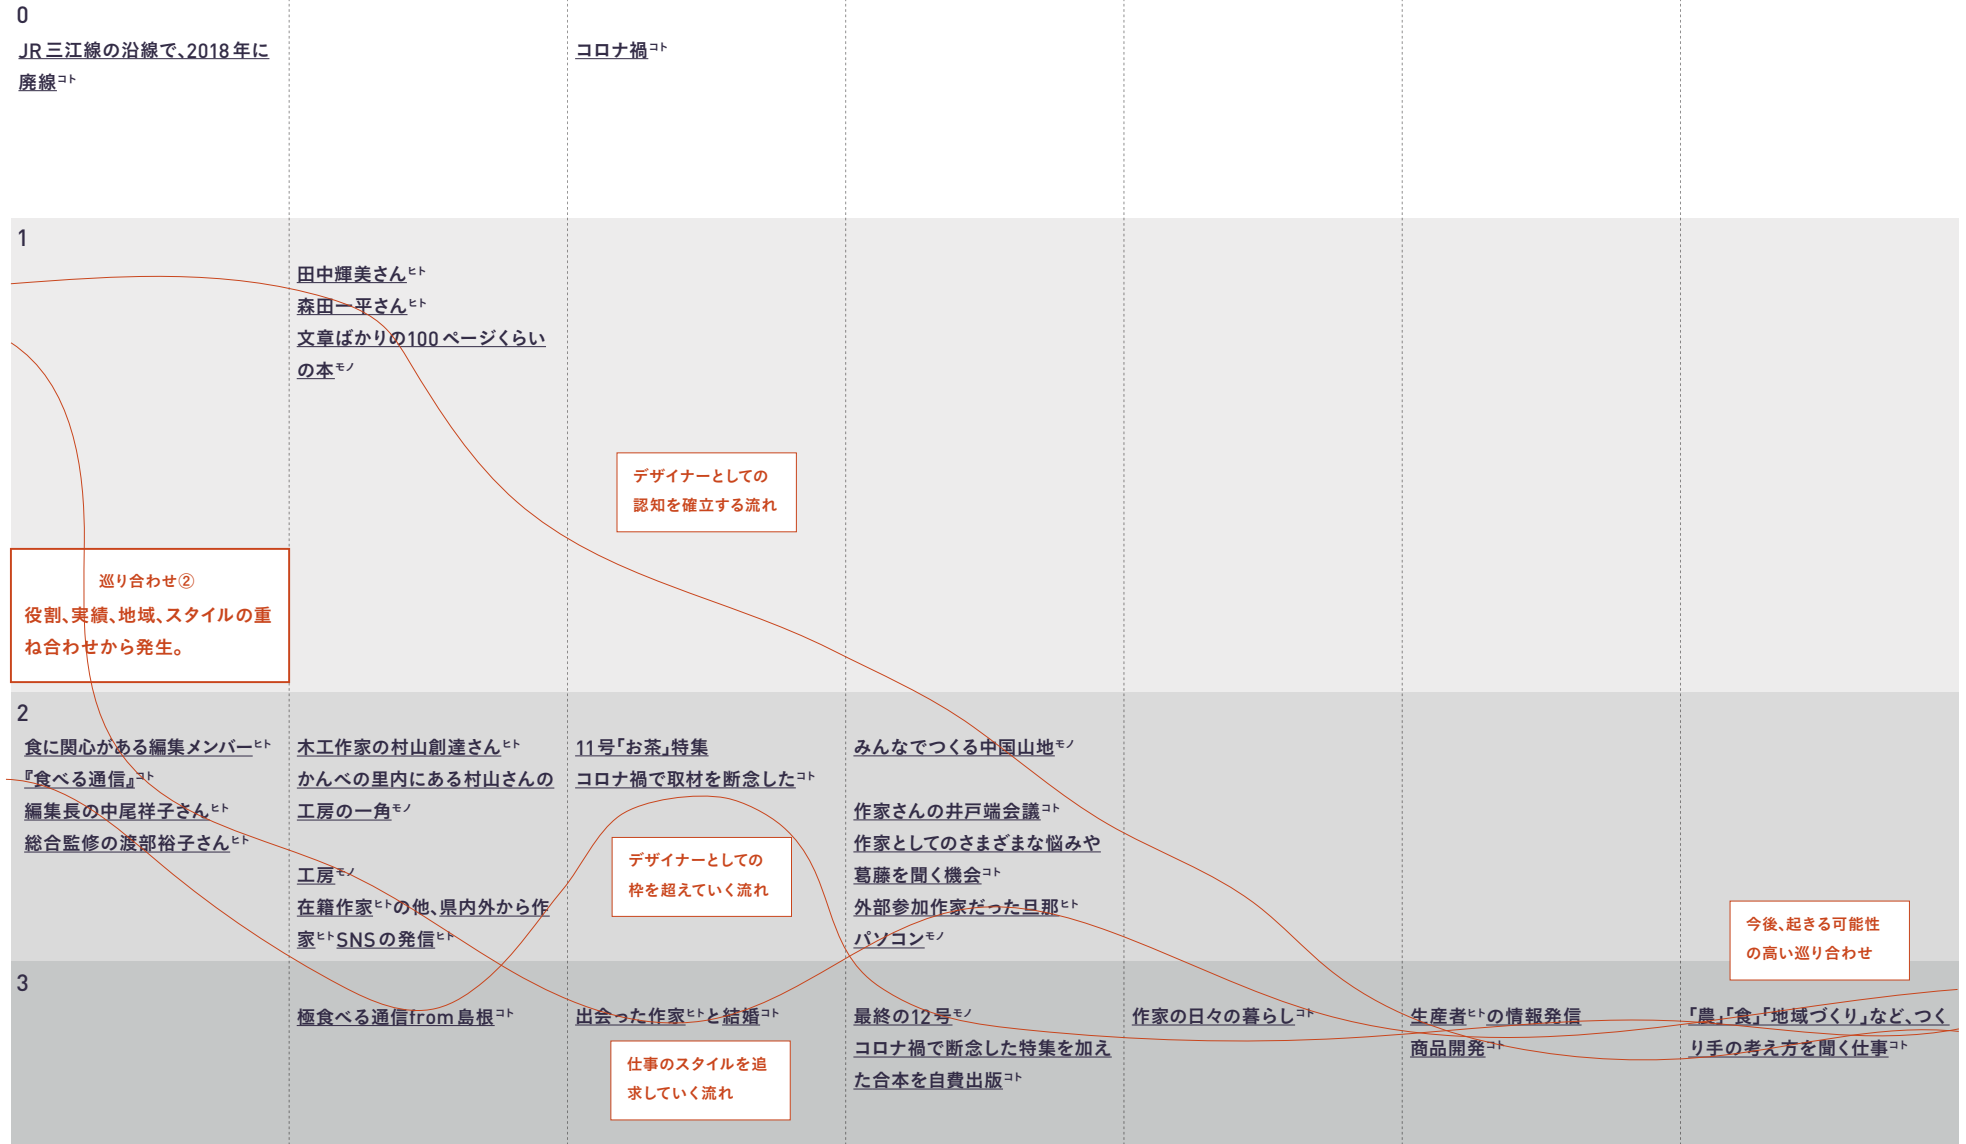 0
JR三江線の沿線で、2018年に
廃線コト
コロナ禍コト
1
田中輝美さんヒト
森田一平さんヒト
文章ばかりの100ページくらい
の本モノ
デザイナーとしての
認知を確立する流れ
巡り合わせ②
役割、実績、地域、スタイルの重
ね合わせから発生。
2
食に関心がある編集メンバーヒト
『食べる通信』コト
編集長の中尾祥子さんヒト
総合監修の渡部裕子さんヒト
木工作家の村山創達さんヒト
かんべの里内にある村山さんの
工房の一角モノ
工房モノ
在籍作家ヒトの他、県内外から作
家ヒトSNSの発信ヒト
11号「お茶」特集
コロナ禍で取材を断念したコト
デザイナーとしての
枠を超えていく流れ
みんなでつくる中国山地モノ
作家さんの井戸端会議コト
作家としてのさまざまな悩みや
葛藤を聞く機会コト
外部参加作家だった旦那ヒト
パソコンモノ
今後、起きる可能性
の高い巡り合わせ
3
極食べる通信from島根コト
出会った作家ヒトと結婚コト
仕事のスタイルを追
求していく流れ
最終の12号モノ
コロナ禍で断念した特集を加え
た合本を自費出版コト
作家の日々の暮らしコト
生産者ヒトの情報発信
商品開発コト
「農」「食」「地域づくり」など、つく
り手の考え方を聞く仕事コト